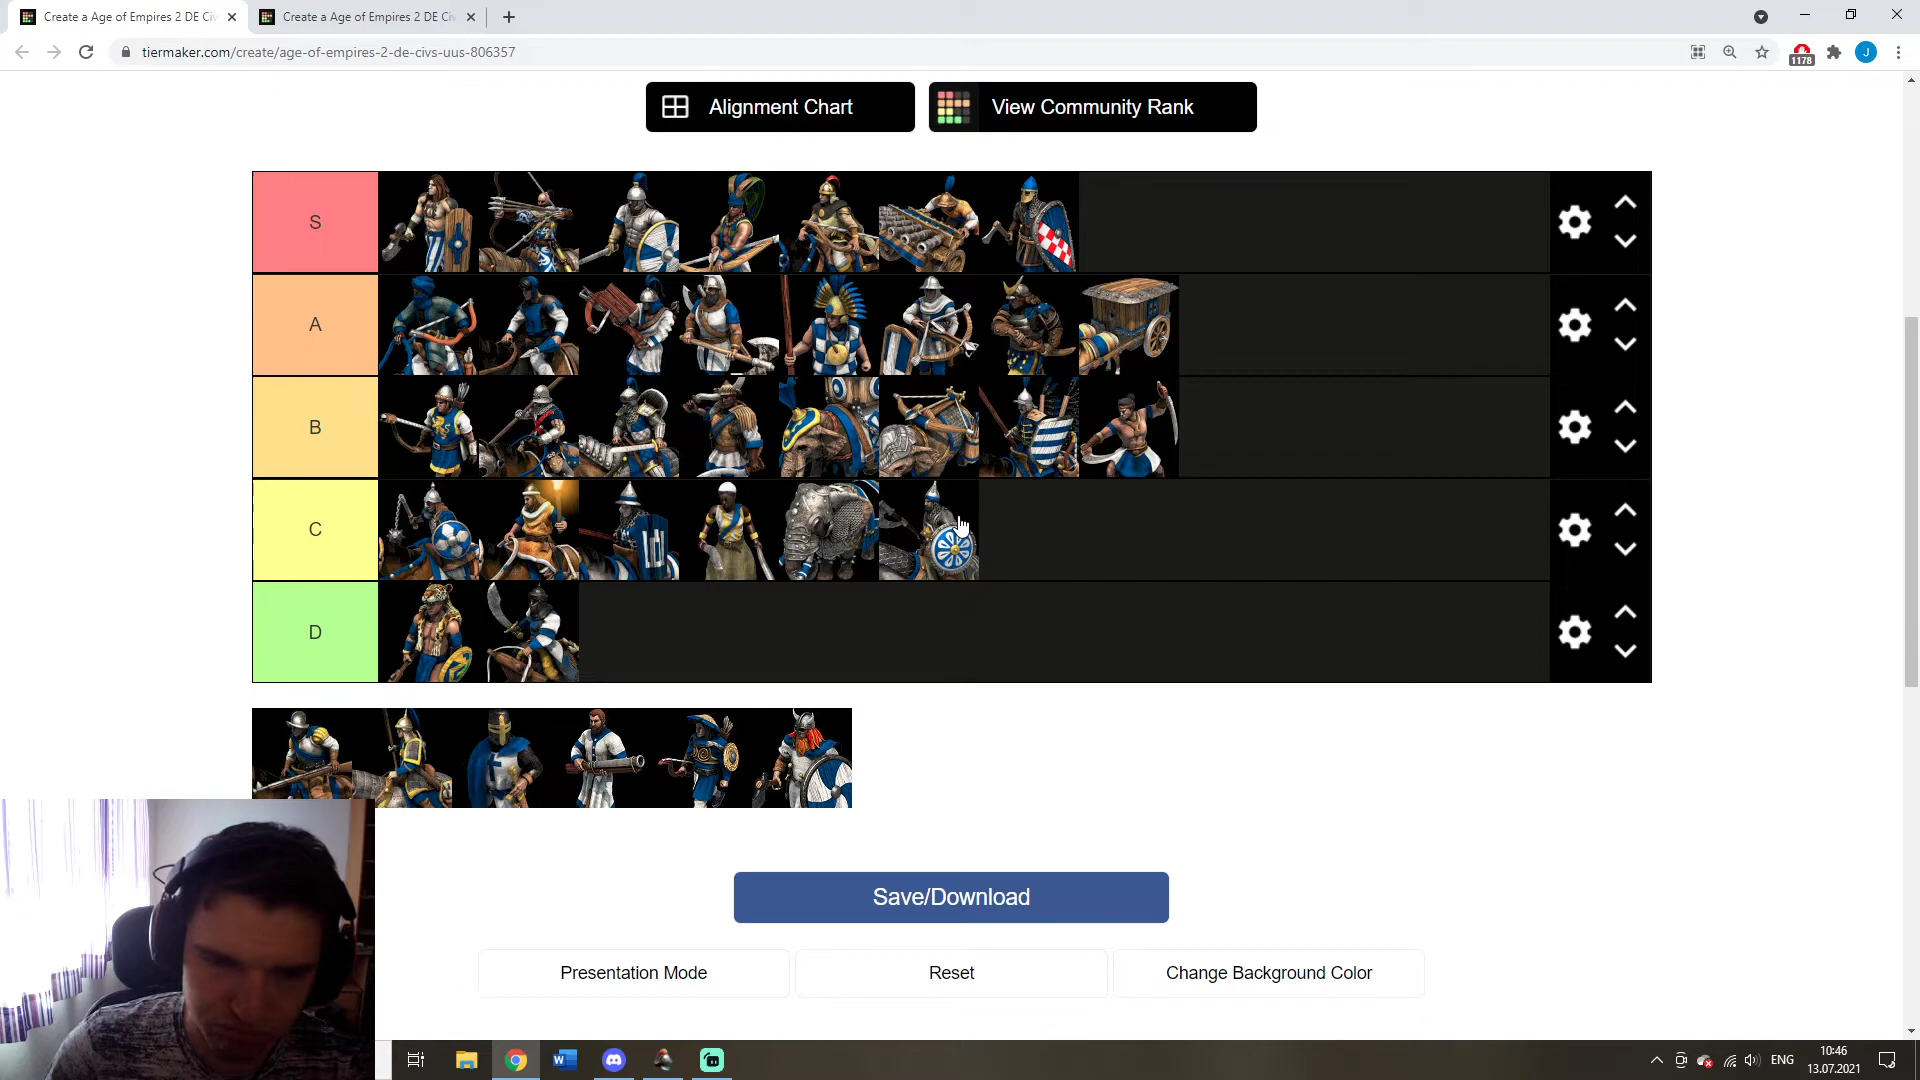 Create a Age of Empires 2 DE Civ
Create a Age of Empires 2 DE Civ
tiermaker.com/create/age-of-empires-2-de-civs-uus-806357
1178
J
Alignment Chart
View Community Rank
S
A
B
C
D
Save/Download
Presentation Mode
Reset
Change Background Color
ENG
10:46
13.07.2021